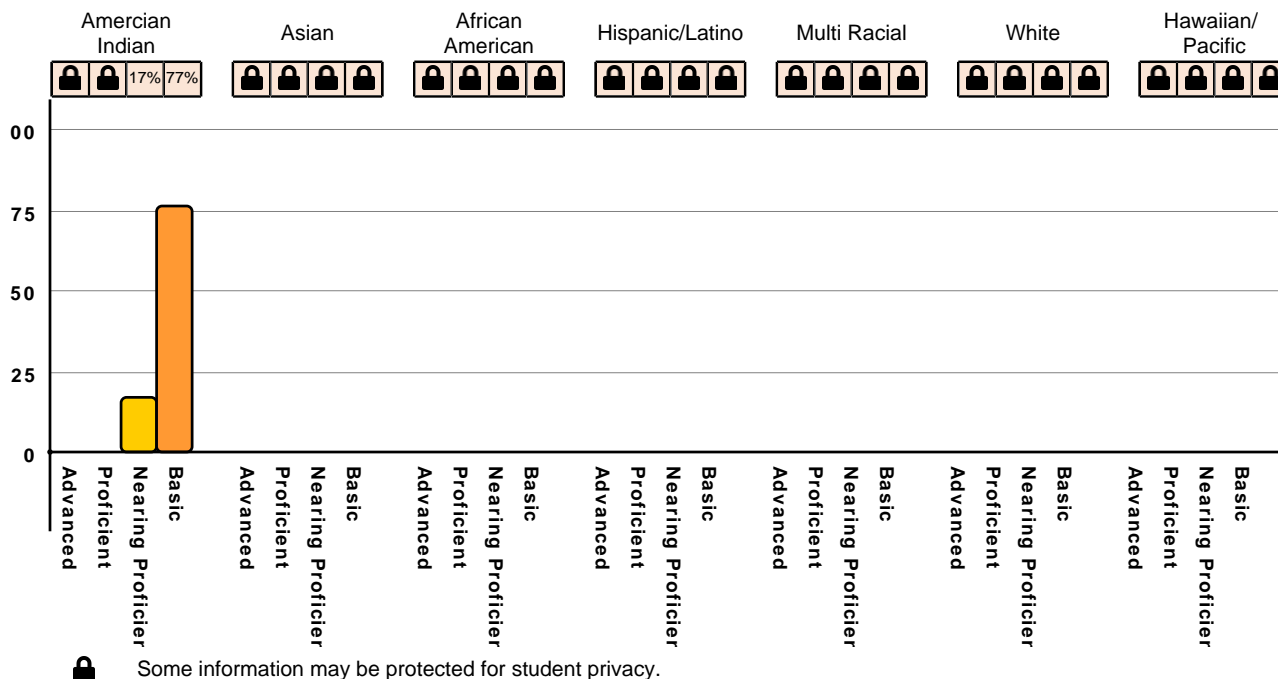 Amercian
Indian
Asian
African
American
Hispanic/Latino
Multi Racial
White
Hawaiian/
Pacific
17% 77%
00
75
50
25
0
Advanced
Proficient
Nearing Proficier
Basic
Advanced
Proficient
Nearing Proficier
Basic
Advanced
Proficient
Nearing Proficier
Basic
Advanced
Proficient
Nearing Proficier
Basic
Advanced
Proficient
Nearing Proficier
Basic
Advanced
Proficient
Nearing Proficier
Basic
Advanced
Proficient
Nearing Proficier
Basic
Some information may be protected for student privacy.